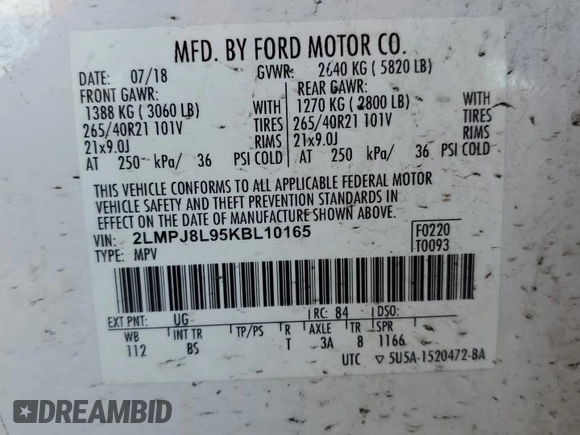 MFD. BY FORD MOTOR CO.
DATE: 07/18 GVWR: 2640 KG ( 5820 LB)
FRONT GAWR: REAR GAWR:
1388 KG ( 3060 LB) WITH 1270 KG ( 2800 LB) WITH
265/40R21 101V TIRES 265/40R21 101V TIRES
21x9.0J RIMS 21x9.0J RIMS
AT 250 kPa/ 36 PSI COLD AT 250 kPa/ 36 PSI COLD
THIS VEHICLE CONFORMS TO ALL APPLICABLE FEDERAL MOTOR
VEHICLE SAFETY AND THEFT PREVENTION STANDARDS IN
EFFECT ON THE DATE OF MANUFACTURE SHOWN ABOVE.
VIN: 2LMPJ8L95KBL10165 F0220
TYPE: MPV T0093
EXT PNT: UG RC: 84 DSO:
WB INT TR TP/PS R AXLE TR SPR
112 BS T 3A 8 1166
UTC ▽ 5U5A-1520472-BA
DREAMBID